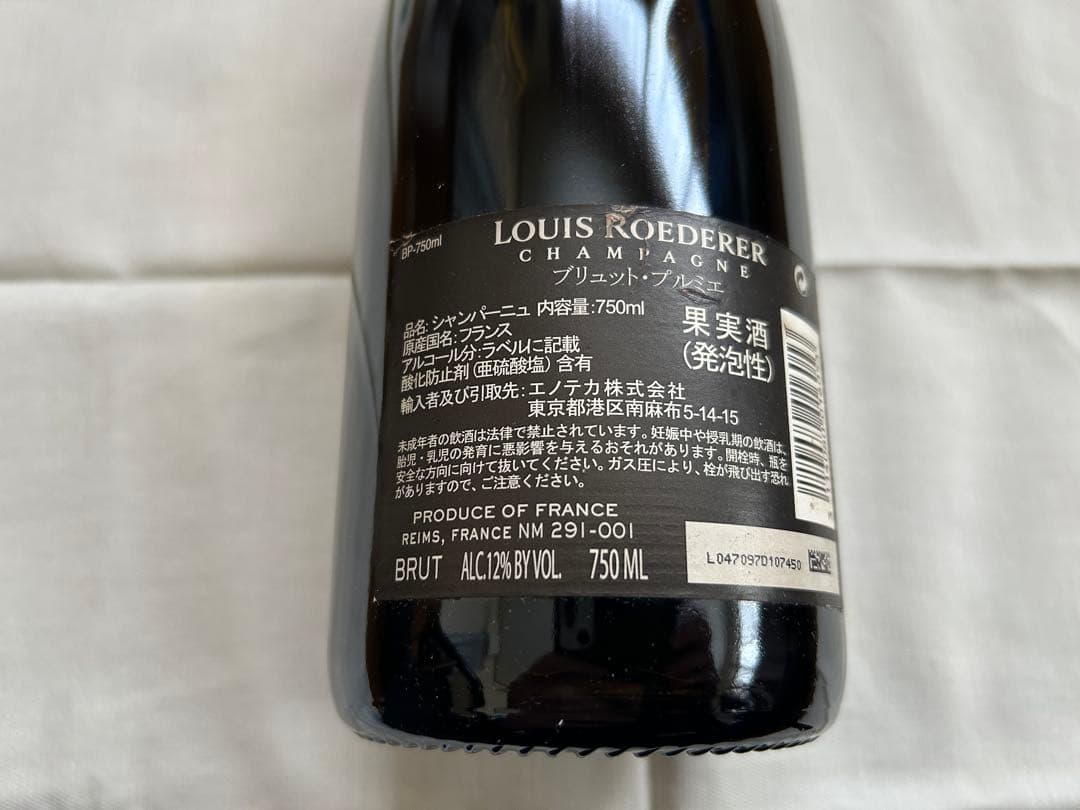 BP-750ml
LOUIS ROEDERER
CHAMPAGNE
ブリュット・プルミエ
品名:シャンパーニュ 内容量:750ml
原産国名:フランス
アルコール分:ラベルに記載
酸化防止剤(亜硫酸塩)含有
果実酒
(発泡性)
輸入者及び引取先:エノテカ株式会社
東京都港区南麻布5-14-15
未成年者の飲酒は法律で禁止されています。妊娠中や授乳期の飲酒は、
胎児・乳児の発育に悪影響を与えるおそれがあります。開栓時、瓶を
安全な方向に向けて抜いてください。ガス圧により、栓が飛び出す恐れ
がありますので、ご注意ください。
PRODUCE OF FRANCE
REIMS, FRANCE NM 291-001
BRUT ALC.12% BY VOL. 750 ML
L047097D107450